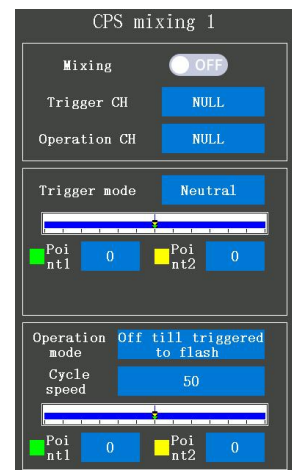 CPS mixing 1
Mixing
OFF
Trigger CH
NULL
Operation CH
NULL
Trigger mode
Neutral
Poi
nt1
0
Poi
nt2
0
Operation
mode
Off till triggered
to flash
Cycle
speed
50
Poi
nt1
0
Poi
nt2
0